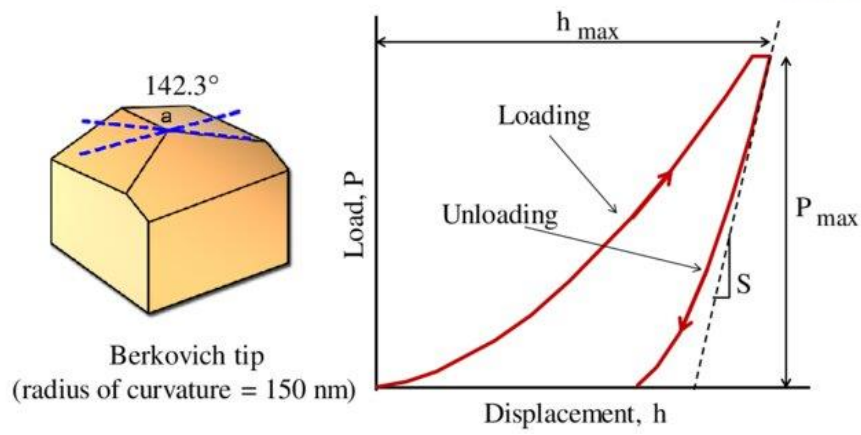 142.3°
a
Berkovich tip
(radius of curvature = 150 nm)
h max
Loading
Unloading
Load, P
P max
S
Displacement, h